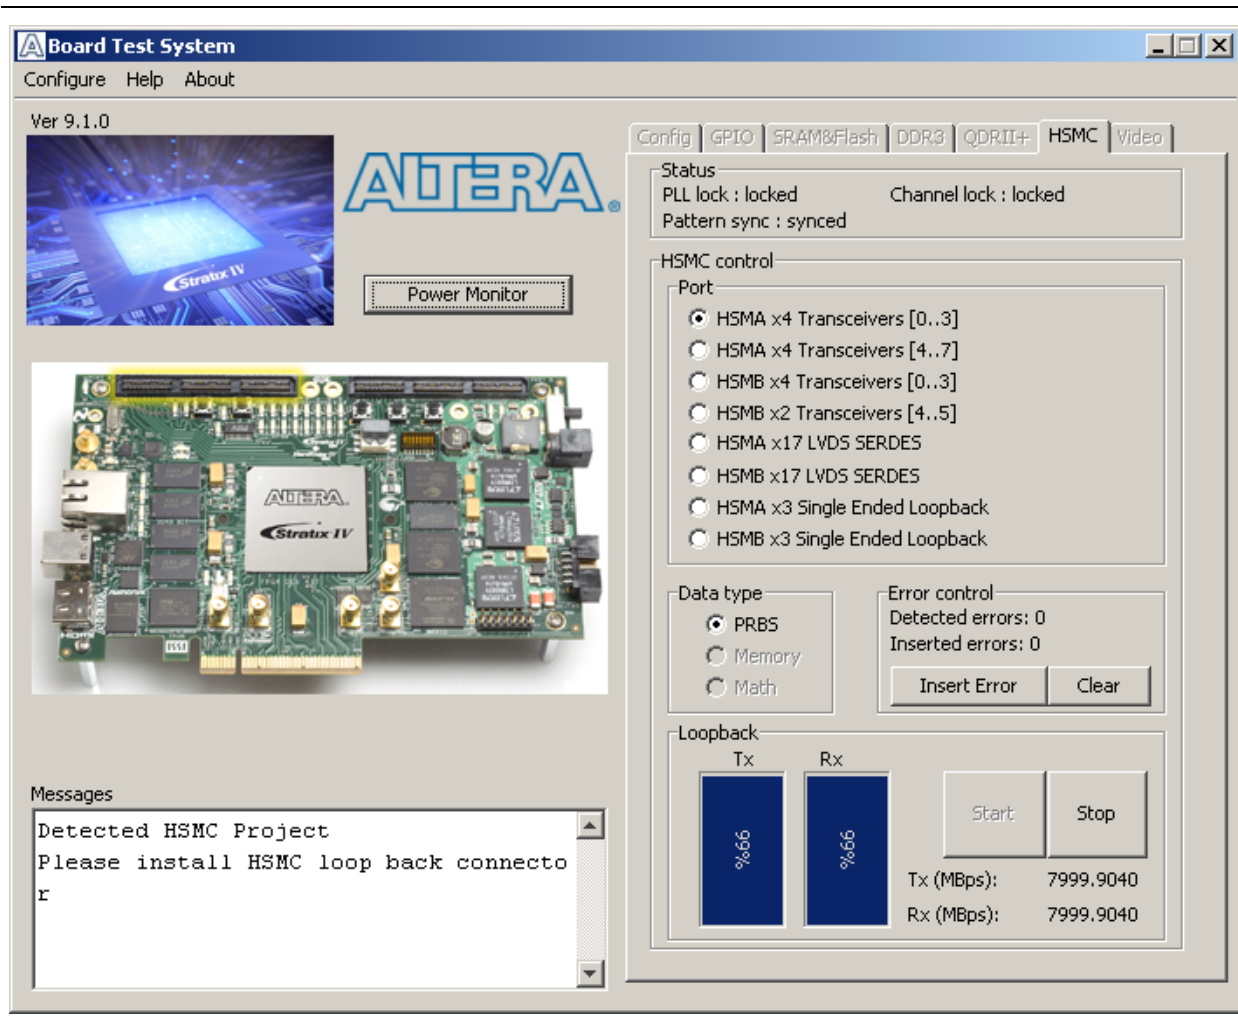 Board Test System
Configure Help About
Ver 9.1.0
Stratix IV
ALTERA®
Power Monitor
ALTERA
Stratix IV
HDMI
Messages
Detected HSMC Project
Please install HSMC loop back connecto
r
Config GPIO SRAM&Flash DDR3 QDRII+ HSMC Video
Status
PLL lock : locked Channel lock : locked
Pattern sync : synced
HSMC control
Port
HSMA x4 Transceivers [0..3]
HSMA x4 Transceivers [4..7]
HSMB x4 Transceivers [0..3]
HSMB x2 Transceivers [4..5]
HSMA x17 LVDS SERDES
HSMB x17 LVDS SERDES
HSMA x3 Single Ended Loopback
HSMB x3 Single Ended Loopback
Data type
PRBS
Memory
Math
Error control
Detected errors: 0
Inserted errors: 0
Insert Error Clear
Loopback
Tx Rx
99% 99%
Start Stop
Tx (MBps): 7999.9040
Rx (MBps): 7999.9040